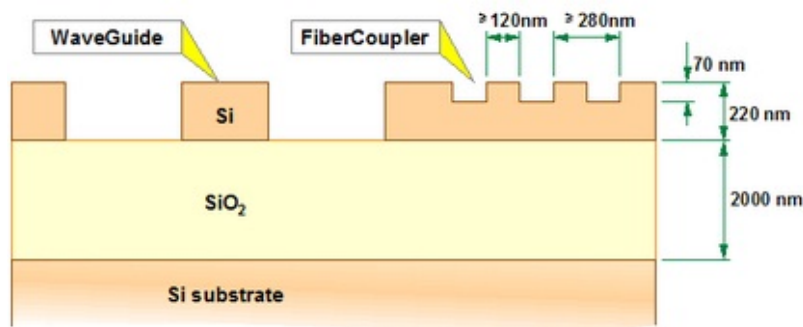 WaveGuide
FiberCoupler
≥120nm
≥ 280nm
70 nm
Si
220 nm
SiO2
2000 nm
Si substrate